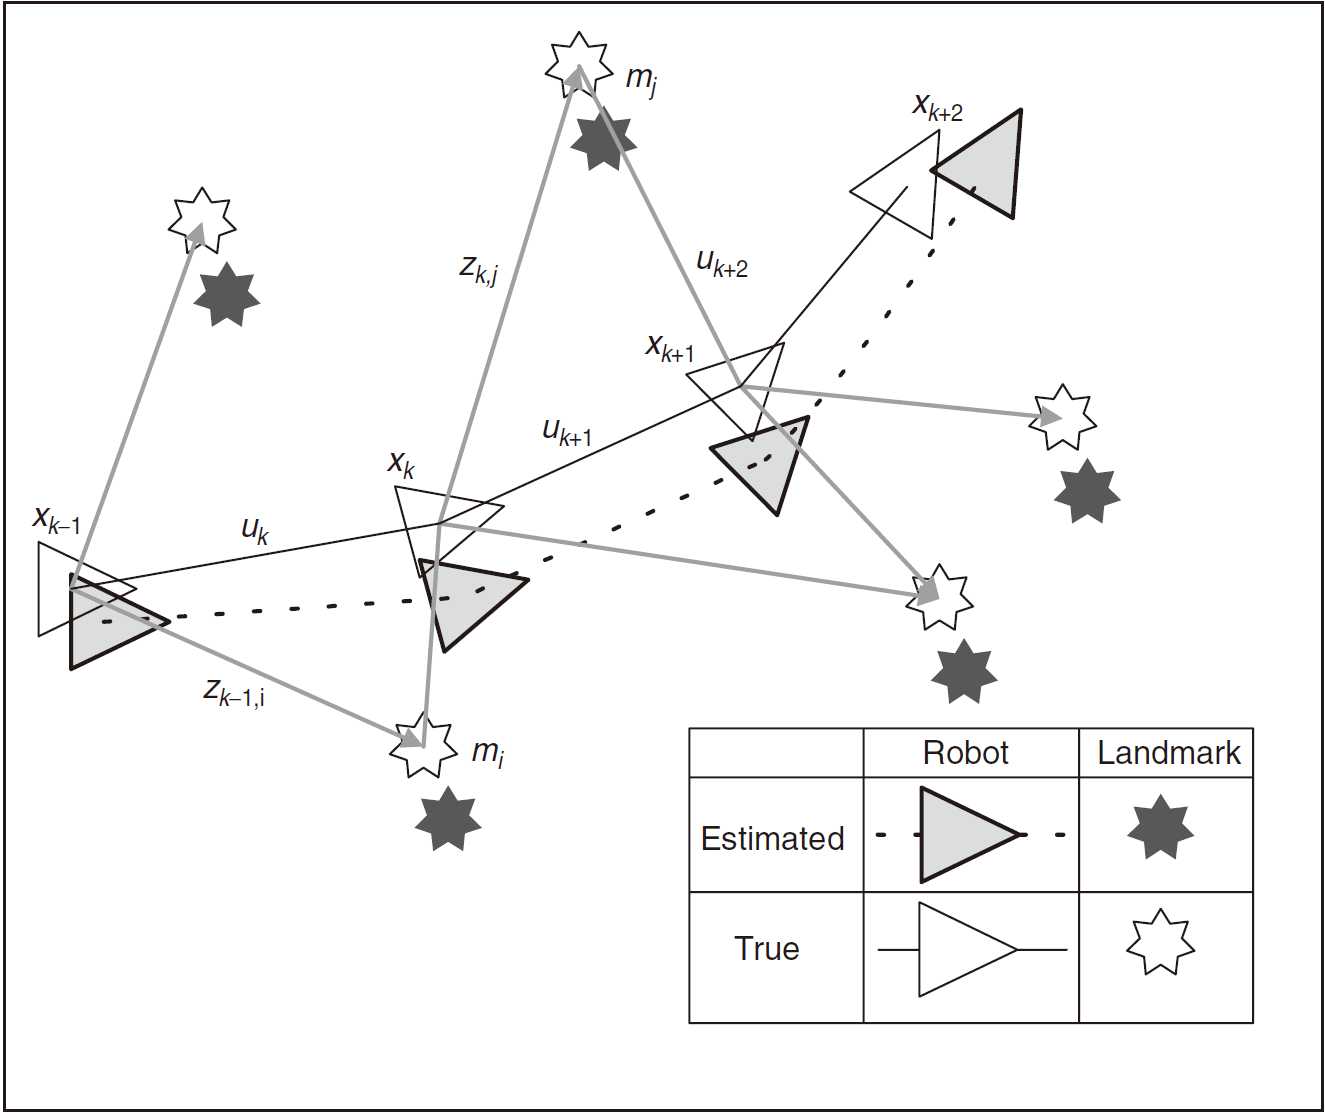 m_j
x_{k+2}
z_{k,j}
u_{k+2}
x_{k+1}
u_{k+1}
x_k
x_{k–1}
u_k
z_{k–1,i}
m_i
Robot Landmark
Estimated
True